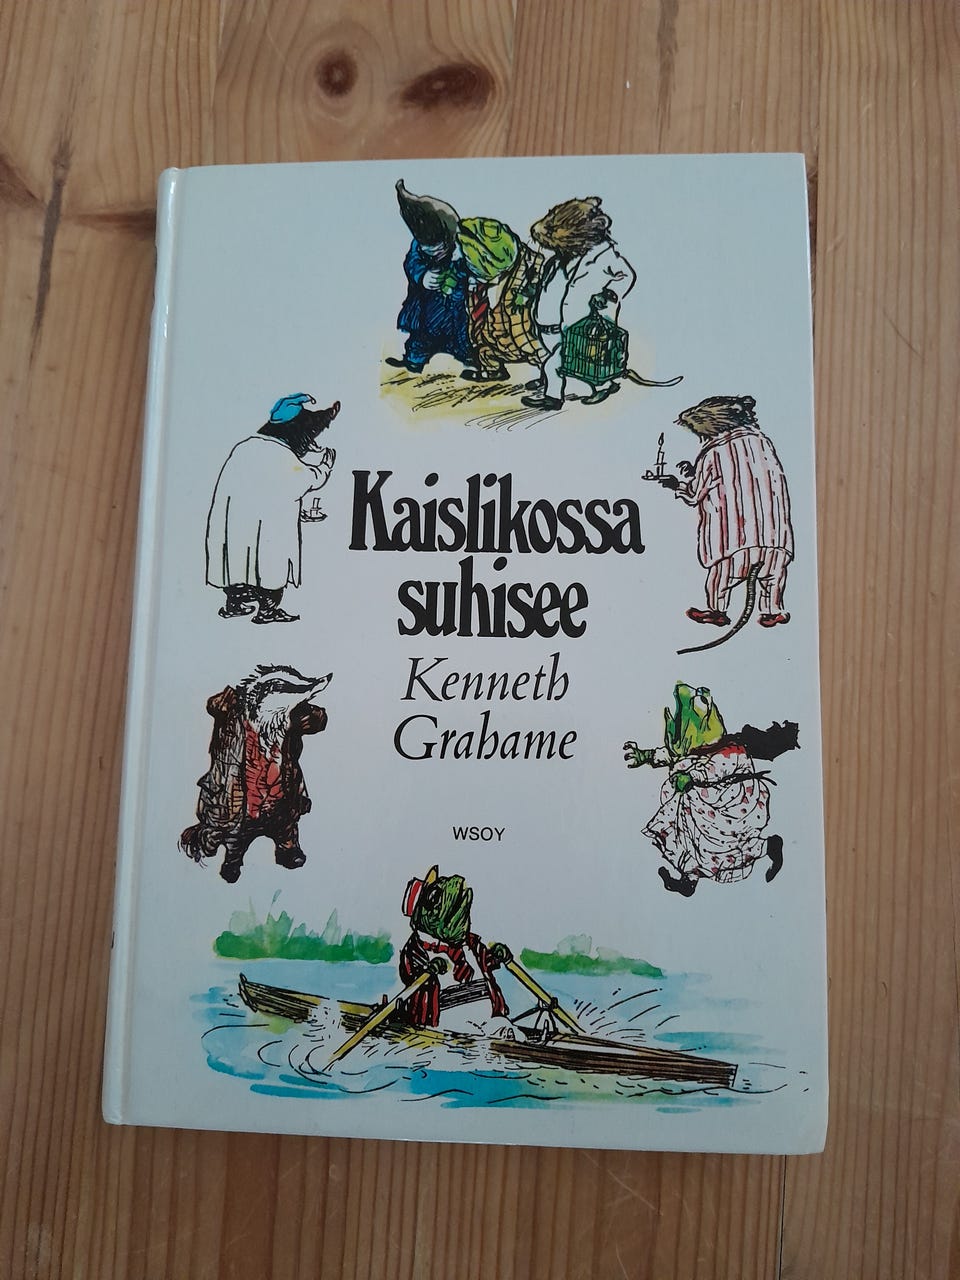 Kaislikossa
suhisee
Kenneth
Grahame
WSOY